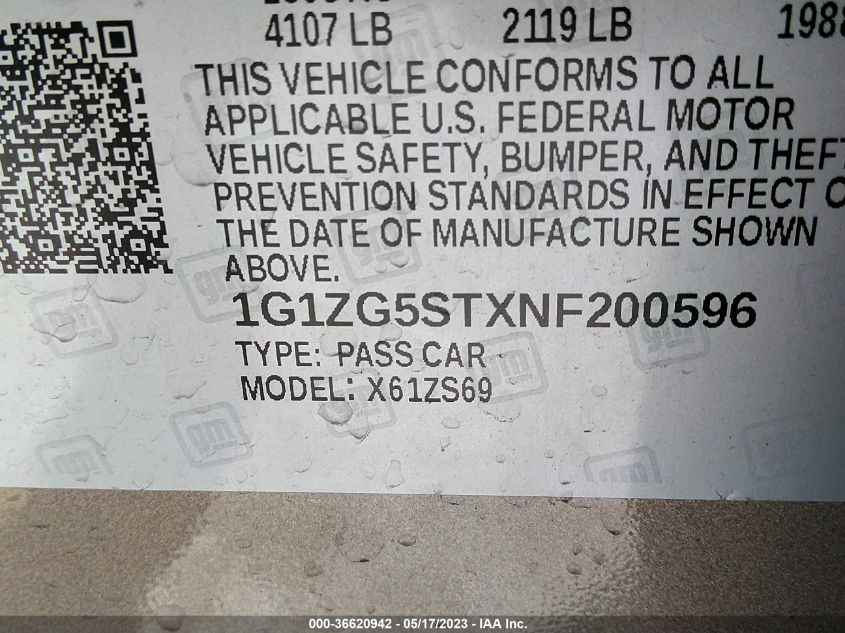 4107 LB 2119 LB 1988
THIS VEHICLE CONFORMS TO ALL
APPLICABLE U.S. FEDERAL MOTOR
VEHICLE SAFETY, BUMPER, AND THEFT
PREVENTION STANDARDS IN EFFECT O
THE DATE OF MANUFACTURE SHOWN
ABOVE.
1G1ZG5STXNF200596
TYPE: PASS CAR
MODEL: X61ZS69
gm
000-36620942 - 05/17/2023 - IAA Inc.